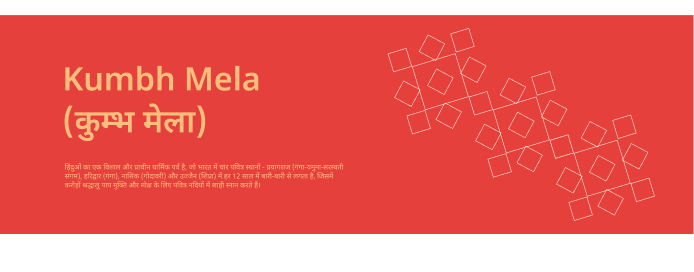 Kumbh Mela
(कुम्भ मेला)
हिंदुओं का एक विशाल और प्राचीन धार्मिक पर्व है, जो भारत में चार पवित्र स्थानों - प्रयागराज (गंगा-यमुना-सरस्वती
संगम), हरिद्वार (गंगा), नासिक (गोदावरी) और उज्जैन (शिप्रा) में हर 12 साल में बारी-बारी से लगता है, जिसमें
करोड़ों श्रद्धालु पाप मुक्ति और मोक्ष के लिए पवित्र नदियों में शाही स्नान करते हैं।